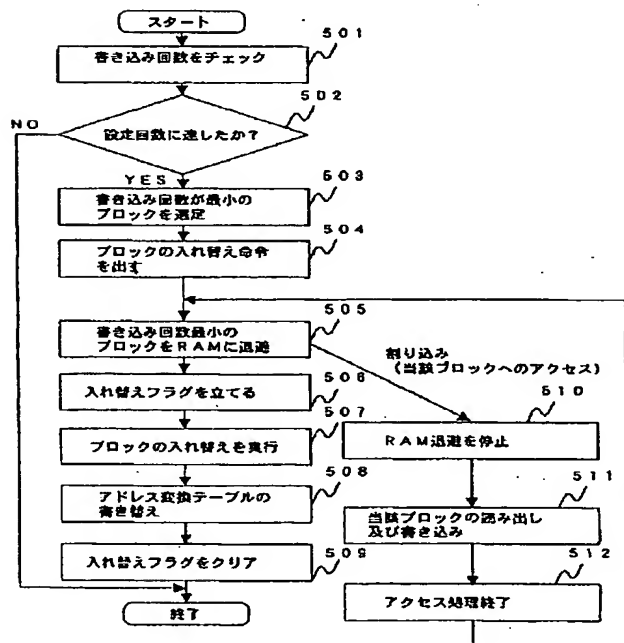 スタート
501
書き込み回数をチェック
502
NO
設定回数に達したか?
YES
503
書き込み回数が最小の
ブロックを選定
504
ブロックの入れ替え命令
を出す
505
書き込み回数最小の
ブロックをRAMに退避
割り込み
(当該ブロックへのアクセス)
506
入れ替えフラグを立てる
507
ブロックの入れ替えを実行
508
アドレス変換テーブルの
書き替え
509
入れ替えフラグをクリア
終了
510
RAM退避を停止
511
当該ブロックの読み出し
及び書き込み
512
アクセス処理終了